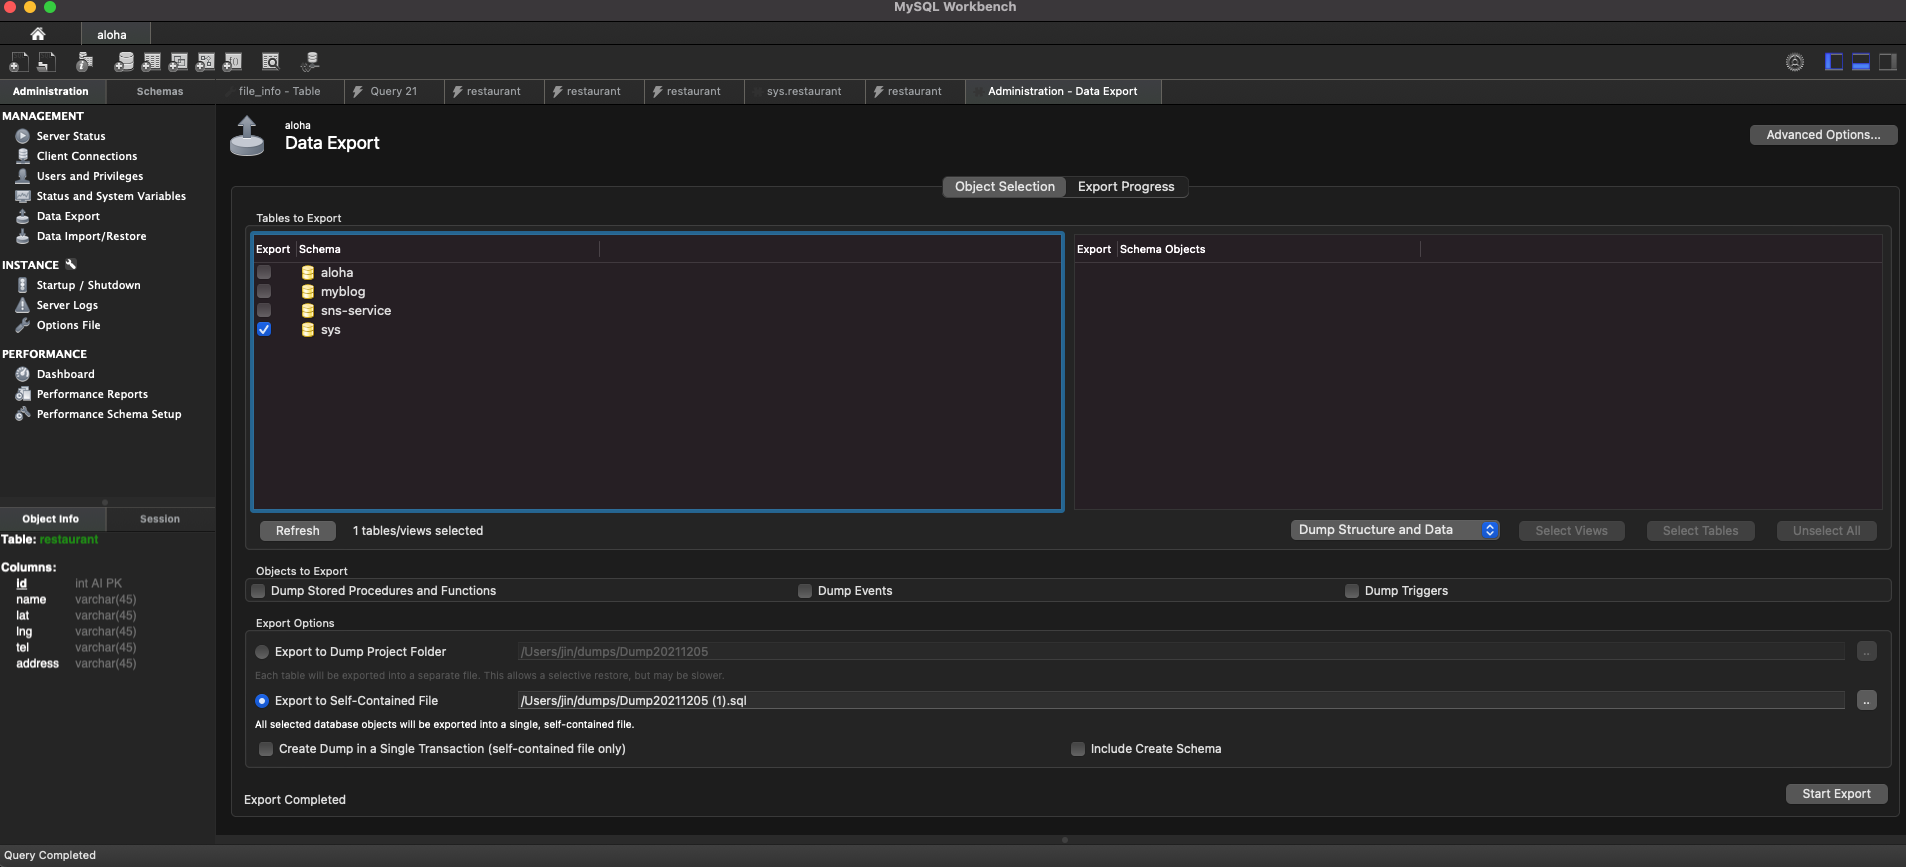 MySQL Workbench
aloha
Administration
Schemas
file_info - Table
Query 21
restaurant
restaurant
restaurant
sys.restaurant
restaurant
Administration - Data Export
MANAGEMENT
Server Status
Client Connections
Users and Privileges
Status and System Variables
Data Export
Data Import/Restore
INSTANCE
Startup / Shutdown
Server Logs
Options File
PERFORMANCE
Dashboard
Performance Reports
Performance Schema Setup
Object Info
Session
Table: restaurant
Columns:
id int AI PK
name varchar(45)
lat varchar(45)
lng varchar(45)
tel varchar(45)
address varchar(45)
aloha
Data Export
Advanced Options...
Object Selection
Export Progress
Tables to Export
Export Schema
aloha
myblog
sns-service
sys
Export Schema Objects
Refresh
1 tables/views selected
Dump Structure and Data
Select Views
Select Tables
Unselect All
Objects to Export
Dump Stored Procedures and Functions
Dump Events
Dump Triggers
Export Options
Export to Dump Project Folder
/Users/jin/dumps/Dump20211205
..
Each table will be exported into a separate file. This allows a selective restore, but may be slower.
Export to Self-Contained File
/Users/jin/dumps/Dump20211205 (1).sql
..
All selected database objects will be exported into a single, self-contained file.
Create Dump in a Single Transaction (self-contained file only)
Include Create Schema
Export Completed
Start Export
Query Completed